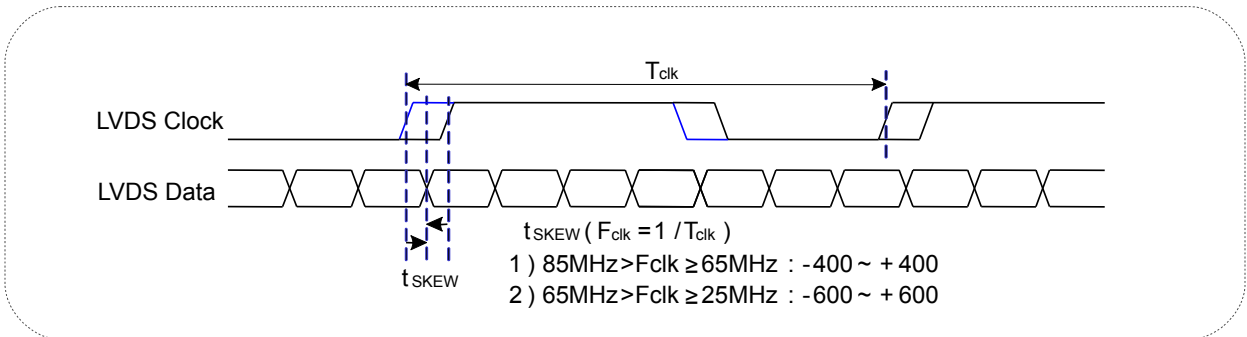 Tclk
LVDS Clock
LVDS Data
tSKEW ( Fclk = 1 / Tclk )
1 ) 85MHz>Fclk ≥ 65MHz : -400 ~ + 400
tSKEW
2 ) 65MHz>Fclk ≥ 25MHz : -600 ~ + 600